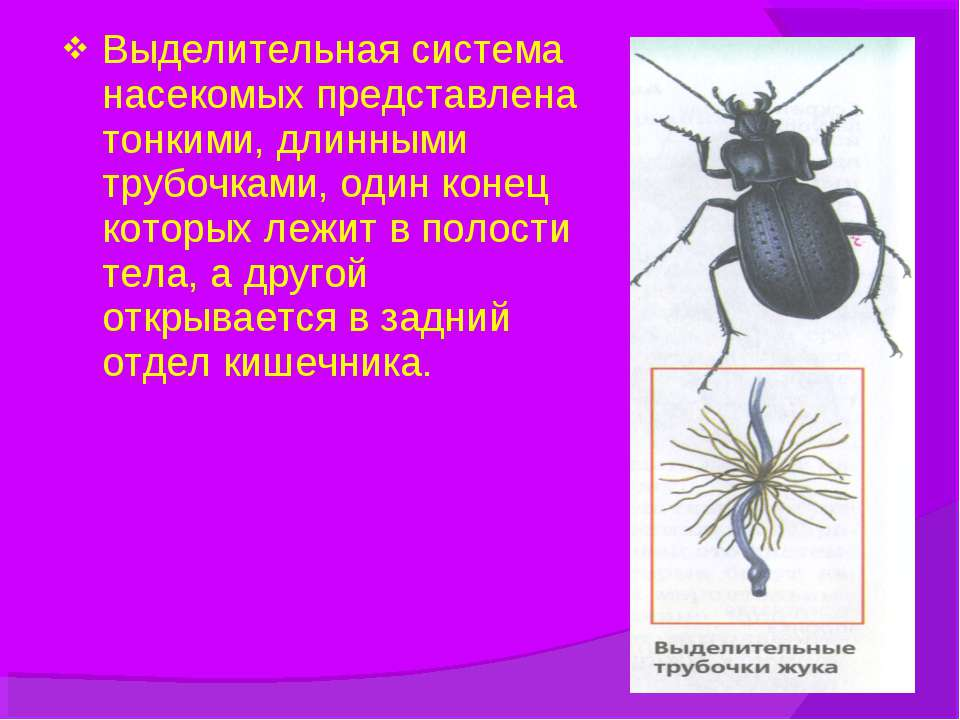 Выделительная система
насекомых представлена
тонкими, длинными
трубочками, один конец
которых лежит в полости
тела, а другой
открывается в задний
отдел кишечника.
Выделительные
трубочки жука